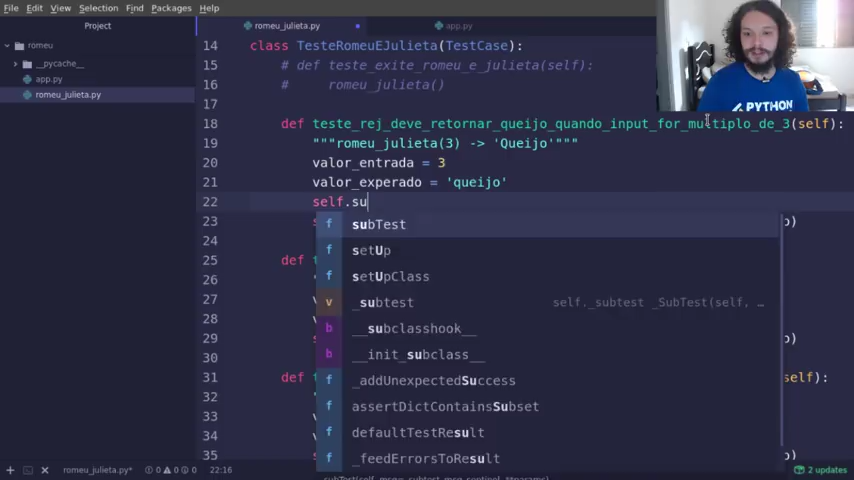 File Edit View Selection Find Packages Help
Project
romeu_julieta.py
app.py
romeu
__pycache__
app.py
romeu_julieta.py
14 class TesteRomeuEJulieta(TestCase):
15 # def teste_exite_romeu_e_julieta(self):
16 # romeu_julieta()
17
18 def teste_rej_deve_retornar_queijo_quando_input_for_multiplo_de_3(self):
19 """romeu_julieta(3) -> 'Queijo'"""
20 valor_entrada = 3
21 valor_experado = 'queijo'
22 self.su
23 s o)
24
25 def t
26 "
27 v
28 v
29 s o)
30
31 def t self):
32 "
33 v
34 v
35 s o)
subTest
setUp
setUpClass
_subtest self._subtest _SubTest(self, …
__subclasshook__
__init_subclass__
_addUnexpectedSuccess
assertDictContainsSubset
defaultTestResult
_feedErrorsToResult
PYTHON
romeu_julieta.py* 0 0 0 22:16
2 updates